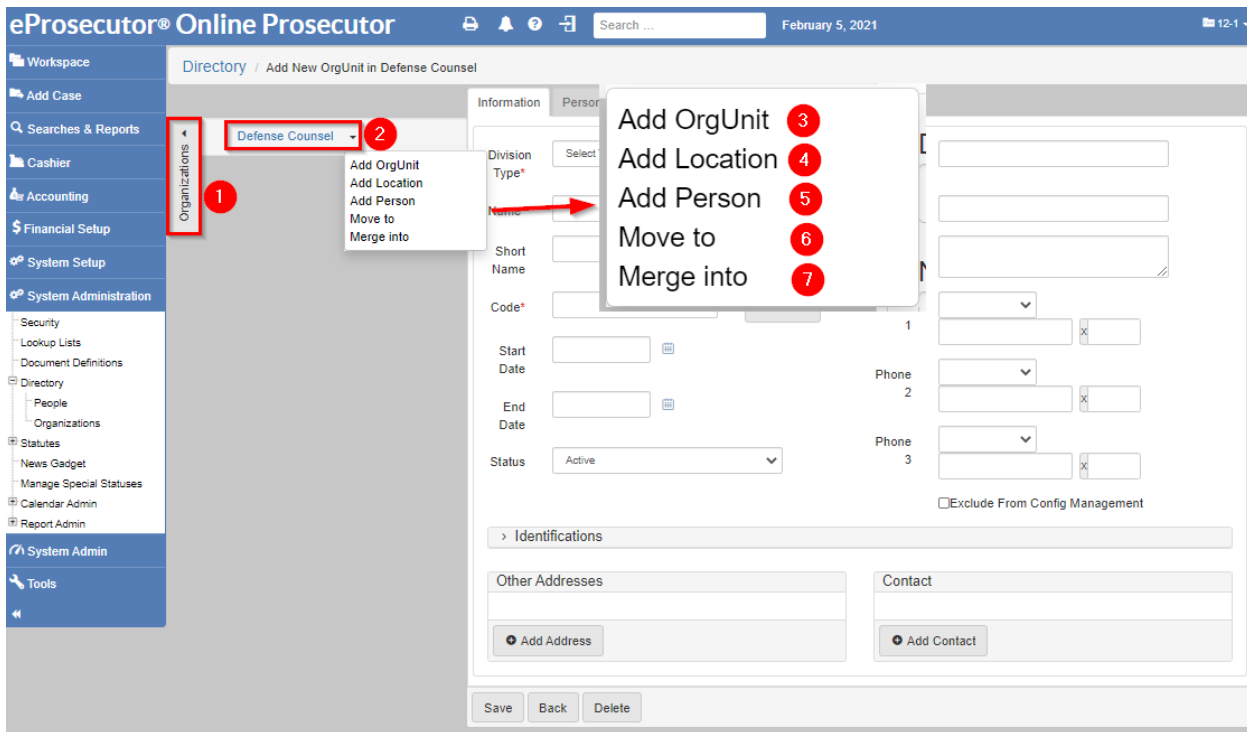 eProsecutor® Online Prosecutor
Search ...
February 5, 2021
12-1
Workspace
Add Case
Searches & Reports
Cashier
Accounting
Financial Setup
System Setup
System Administration
Security
Lookup Lists
Document Definitions
Directory
People
Organizations
Statutes
News Gadget
Manage Special Statuses
Calendar Admin
Report Admin
System Admin
Tools
Directory / Add New OrgUnit in Defense Counsel
Organizations
1
Defense Counsel
2
Add OrgUnit
Add Location
Add Person
Move to
Merge into
Information
Add OrgUnit 3
Add Location 4
Add Person 5
Move to 6
Merge into 7
Division
Type*
Select
Name
Short
Name
Code*
Start
Date
End
Date
Status
Active
1
x
Phone
2
x
Phone
3
x
Exclude From Config Management
Identifications
Other Addresses
Add Address
Contact
Add Contact
Save
Back
Delete